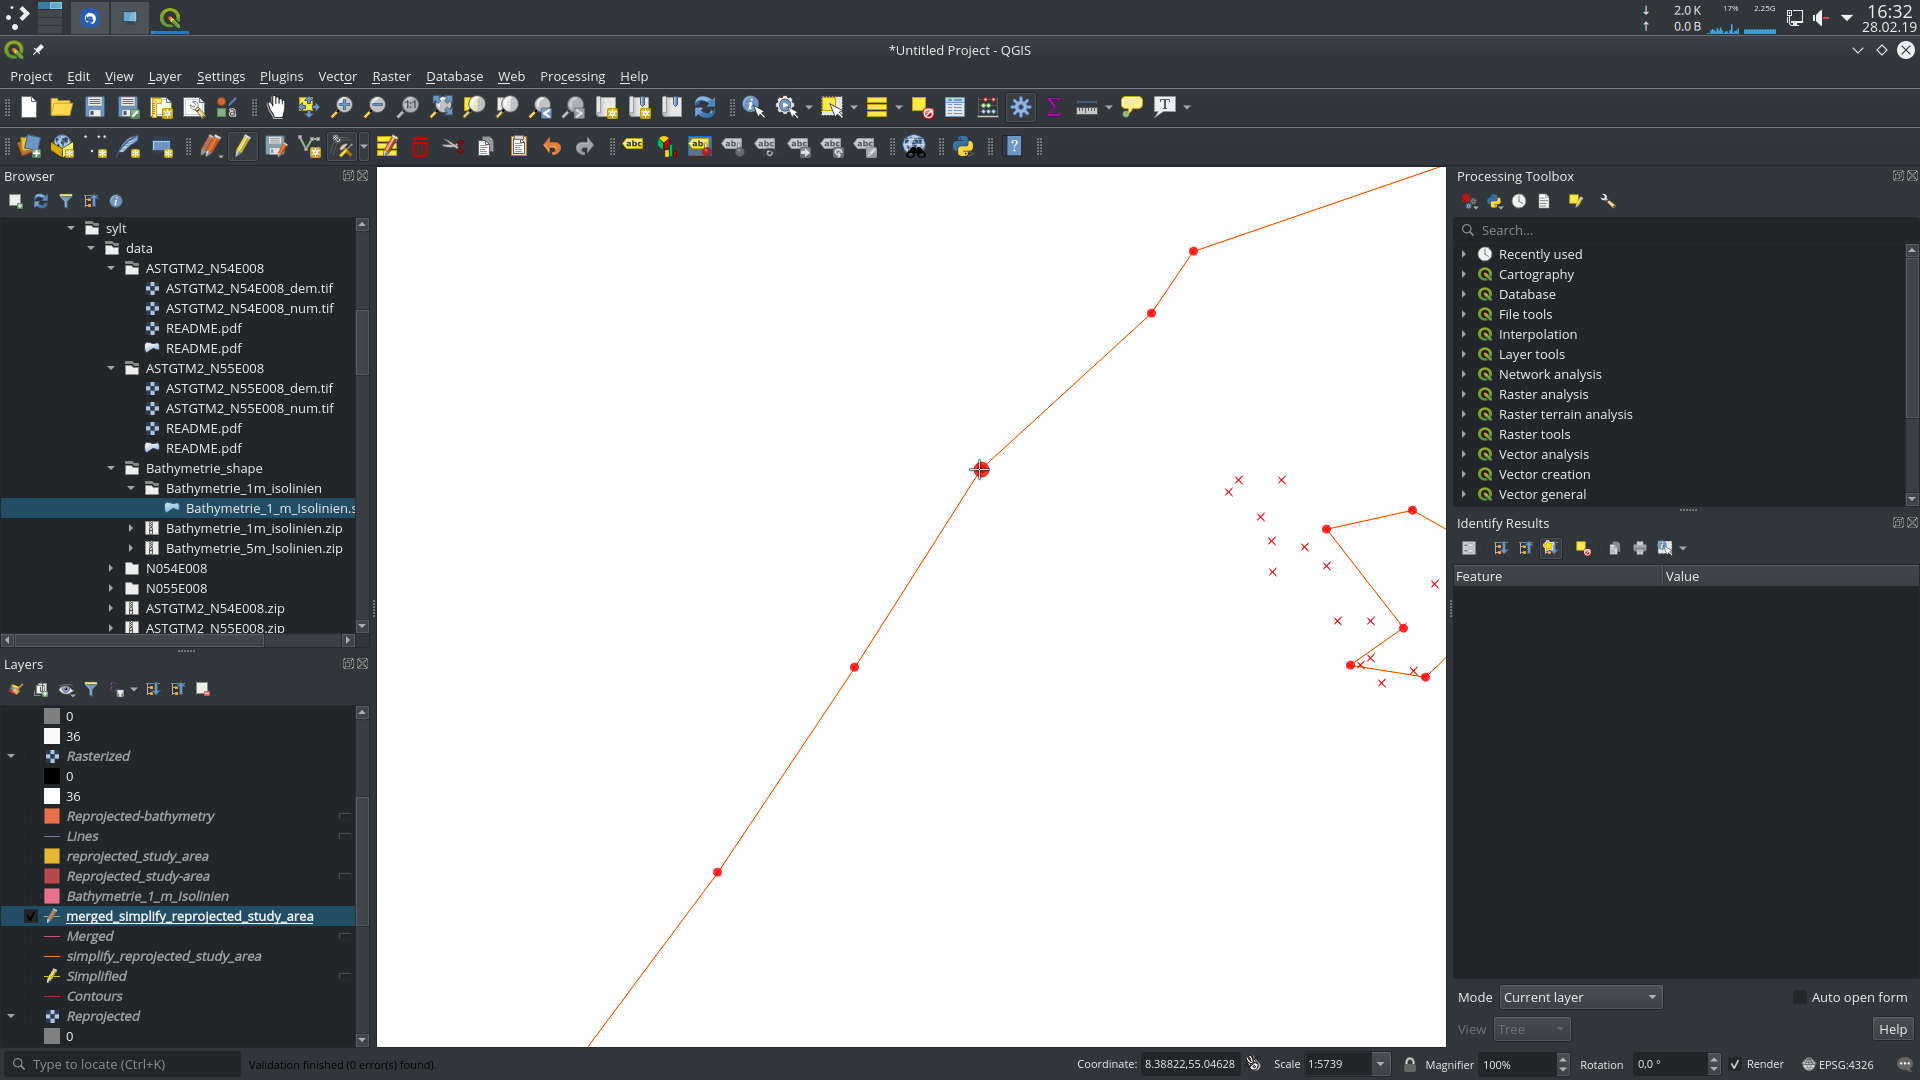 2.0 K
0.0 B
17%
2.25G
16:32
28.02.19
*Untitled Project - QGIS
Project Edit View Layer Settings Plugins Vector Raster Database Web Processing Help
Browser
sylt
data
ASTGTM2_N54E008
ASTGTM2_N54E008_dem.tif
ASTGTM2_N54E008_num.tif
README.pdf
README.pdf
ASTGTM2_N55E008
ASTGTM2_N55E008_dem.tif
ASTGTM2_N55E008_num.tif
README.pdf
README.pdf
Bathymetrie_shape
Bathymetrie_1m_isolinien
Bathymetrie_1_m_Isolinien.s
Bathymetrie_1m_isolinien.zip
Bathymetrie_5m_Isolinien.zip
N054E008
N055E008
ASTGTM2_N54E008.zip
ASTGTM2_N55E008.zip
Layers
0
36
Rasterized
0
36
Reprojected-bathymetry
Lines
reprojected_study_area
Reprojected_study-area
Bathymetrie_1_m_Isolinien
merged_simplify_reprojected_study_area
Merged
simplify_reprojected_study_area
Simplified
Contours
Reprojected
0
Processing Toolbox
Search...
Recently used
Cartography
Database
File tools
Interpolation
Layer tools
Network analysis
Raster analysis
Raster terrain analysis
Raster tools
Vector analysis
Vector creation
Vector general
Identify Results
Feature Value
Mode Current layer Auto open form
View Tree Help
Type to locate (Ctrl+K) Validation finished (0 error(s) found). Coordinate: 8.38822,55.04628 Scale 1:5739 Magnifier 100% Rotation 0,0 ° Render EPSG:4326